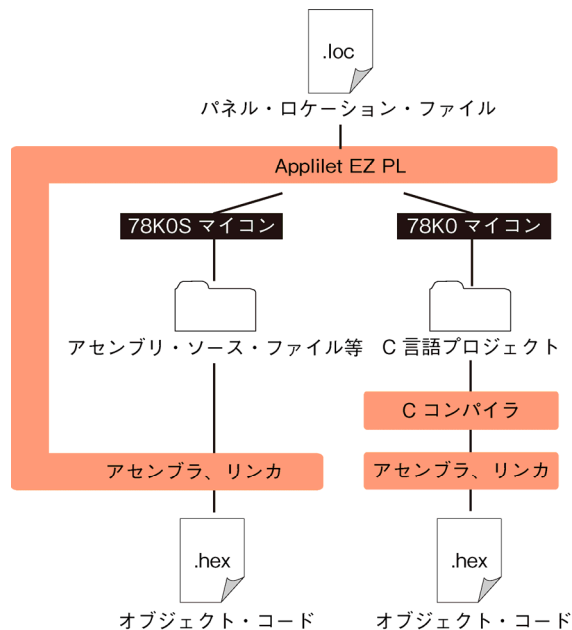 .loc
パネル・ロケーション・ファイル
Applilet EZ PL
78K0S マイコン
78K0 マイコン
アセンブリ・ソース・ファイル等
C 言語プロジェクト
C コンパイラ
アセンブラ、リンカ
アセンブラ、リンカ
.hex
.hex
オブジェクト・コード
オブジェクト・コード